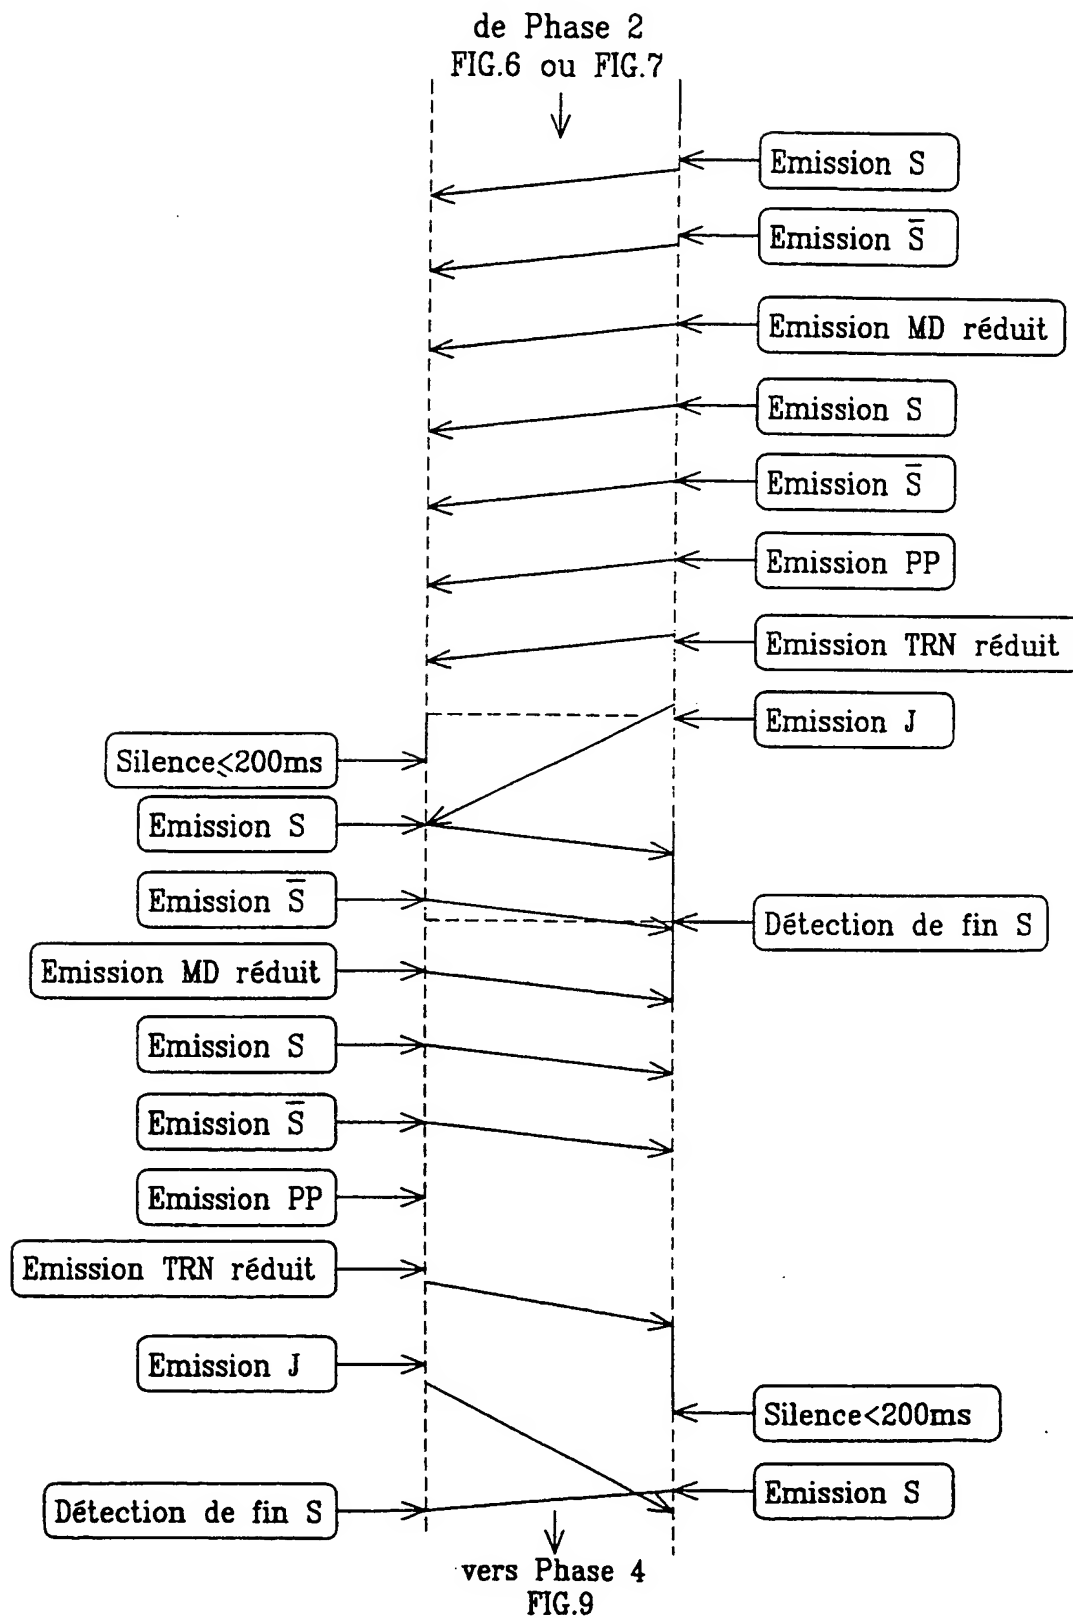 de Phase 2
FIG.6 ou FIG.7
Emission S
Emission S̅
Emission MD réduit
Emission S
Emission S̅
Emission PP
Emission TRN réduit
Emission J
Silence≤200ms
Emission S
Emission S̅
Détection de fin S
Emission MD réduit
Emission S
Emission S̅
Emission PP
Emission TRN réduit
Emission J
Silence<200ms
Emission S
Détection de fin S
vers Phase 4
FIG.9